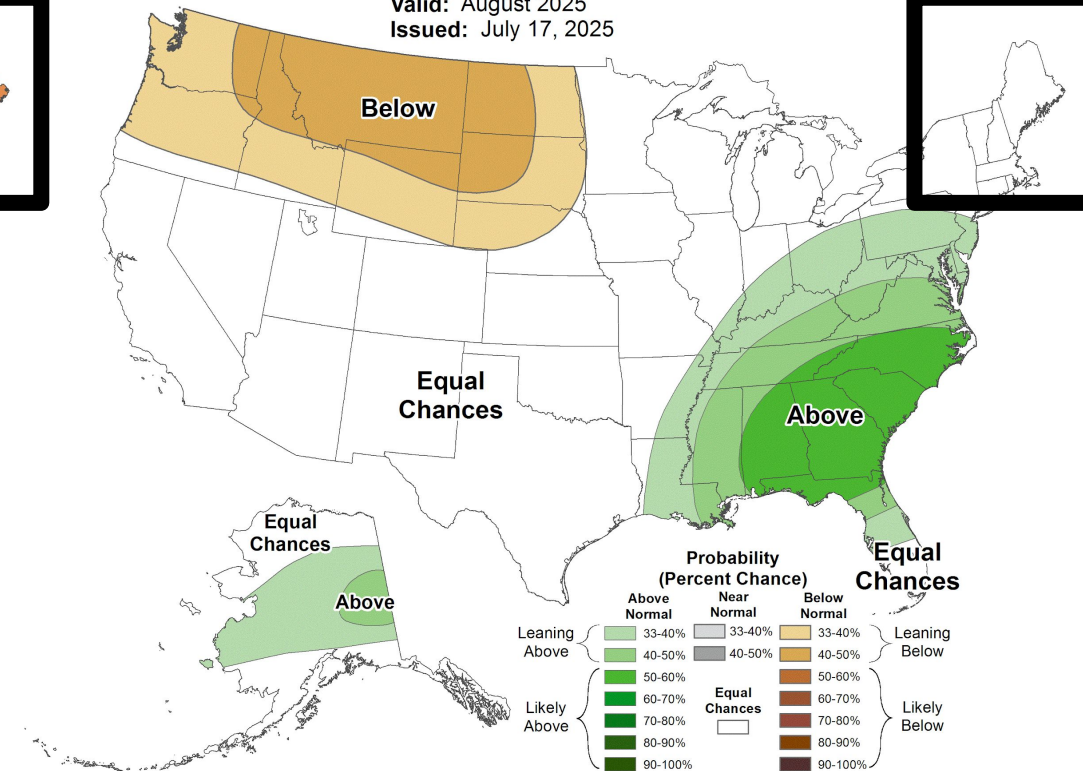 Valid: August 2025
Issued: July 17, 2025
Below
Equal
Chances
Above
Equal
Chances
Above
Equal
Chances
Probability
(Percent Chance)
Above
Normal
Near
Normal
Below
Normal
Leaning
Above
33-40%
40-50%
33-40%
40-50%
33-40%
40-50%
Leaning
Below
Likely
Above
50-60%
60-70%
70-80%
80-90%
90-100%
Equal
Chances
50-60%
60-70%
70-80%
80-90%
90-100%
Likely
Below